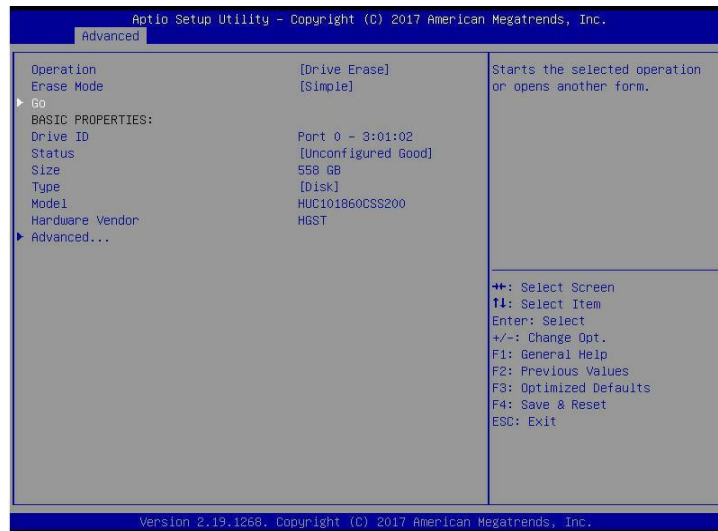 Aptio Setup Utility – Copyright (C) 2017 American Megatrends, Inc.
Advanced
Operation [Drive Erase]
Erase Mode [Simple]
Go
BASIC PROPERTIES:
Drive ID Port 0 - 3:01:02
Status [Unconfigured Good]
Size 558 GB
Type [Disk]
Model HUC101860CSS200
Hardware Vendor HGST
Advanced...
Starts the selected operation
or opens another form.
→←: Select Screen
↑↓: Select Item
Enter: Select
+/-: Change Opt.
F1: General Help
F2: Previous Values
F3: Optimized Defaults
F4: Save & Reset
ESC: Exit
Version 2.19.1268. Copyright (C) 2017 American Megatrends, Inc.